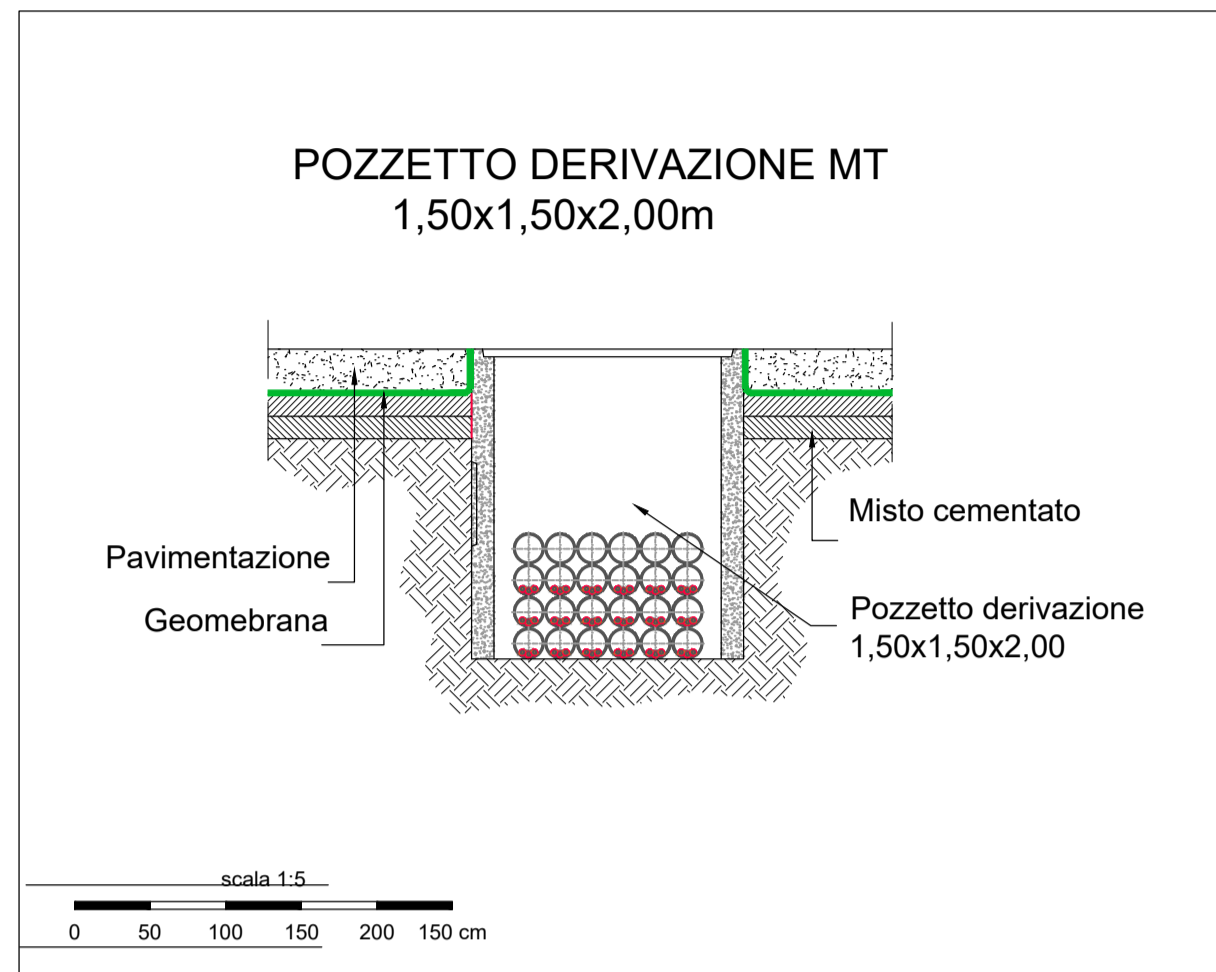 POZZETTO DERIVAZIONE MT
1,50x1,50x2,00m
Pavimentazione
Geomebrana
Misto cementato
Pozzetto derivazione
1,50x1,50x2,00
scala 1:5
0 50 100 150 200 150 cm